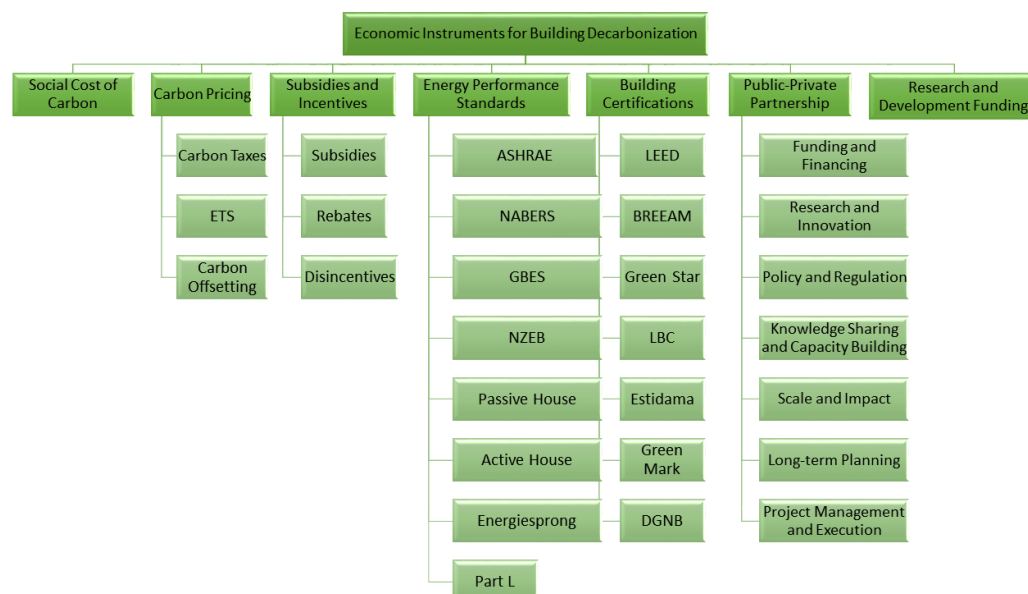 Economic Instruments for Building Decarbonization
Social Cost of
Carbon
Carbon Pricing
Subsidies and
Incentives
Energy Performance
Standards
Building
Certifications
Public-Private
Partnership
Research and
Development Funding
Carbon Taxes
ETS
Carbon
Offsetting
Subsidies
Rebates
Disincentives
ASHRAE
NABERS
GBES
NZEB
Passive House
Active House
Energiesprong
Part L
LEED
BREEAM
Green Star
LBC
Estidama
Green
Mark
DGNB
Funding and
Financing
Research and
Innovation
Policy and Regulation
Knowledge Sharing
and Capacity Building
Scale and Impact
Long-term Planning
Project Management
and Execution